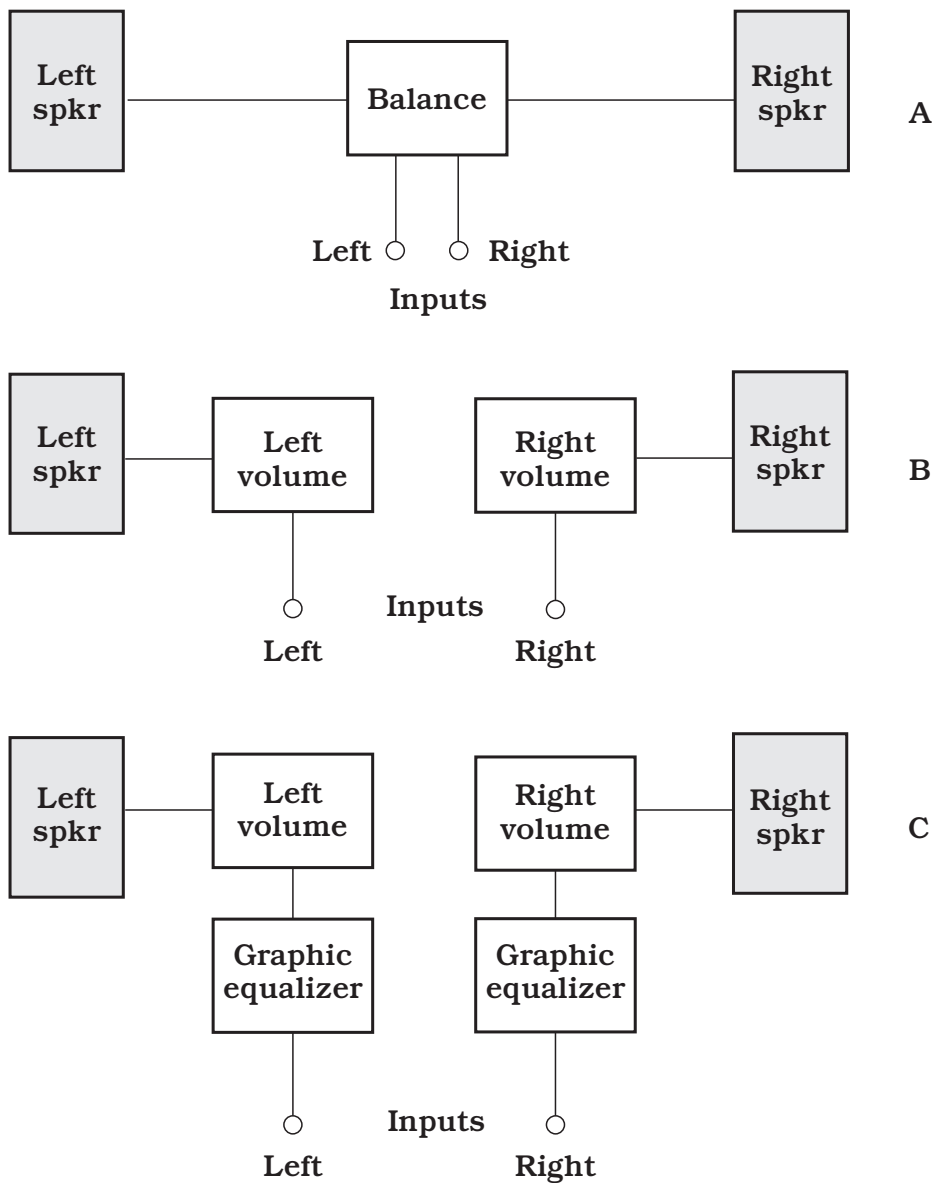 Left
spkr
Balance
Right
spkr
A
Left
Right
Inputs
Left
spkr
Left
volume
Right
volume
Right
spkr
B
Inputs
Left
Right
Left
spkr
Left
volume
Right
volume
Right
spkr
C
Graphic
equalizer
Graphic
equalizer
Inputs
Left
Right